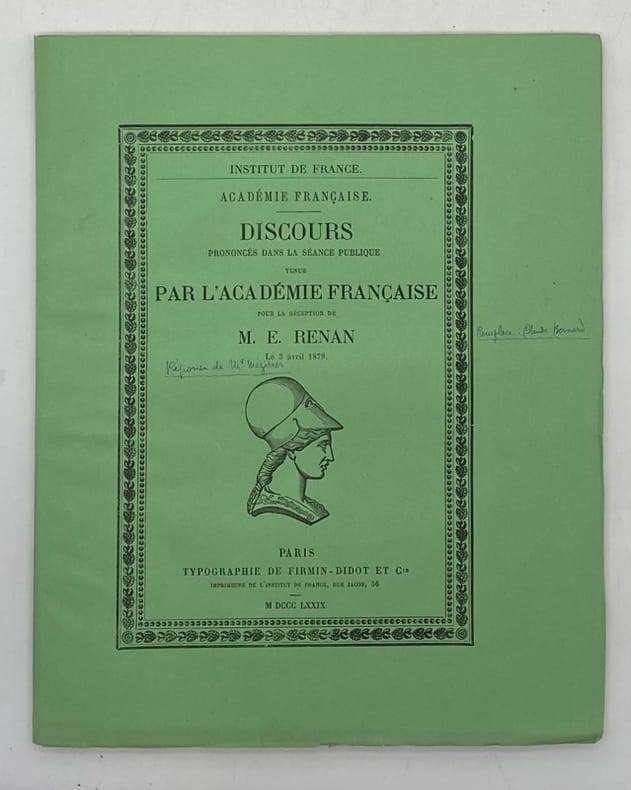 INSTITUT DE FRANCE.
ACADÉMIE FRANÇAISE.
DISCOURS
PRONONCÉS DANS LA SÉANCE PUBLIQUE
TENUE
PAR L'ACADÉMIE FRANÇAISE
POUR LA RÉCEPTION DE
M. E. RENAN
Le 3 avril 1879.
Réponse de Mr Mézières
Remplace : Claude Bernard
PARIS
TYPOGRAPHIE DE FIRMIN-DIDOT ET Cie
IMPRIMEURS DE L'INSTITUT DE FRANCE, RUE JACOB, 56
M DCCC LXXIX